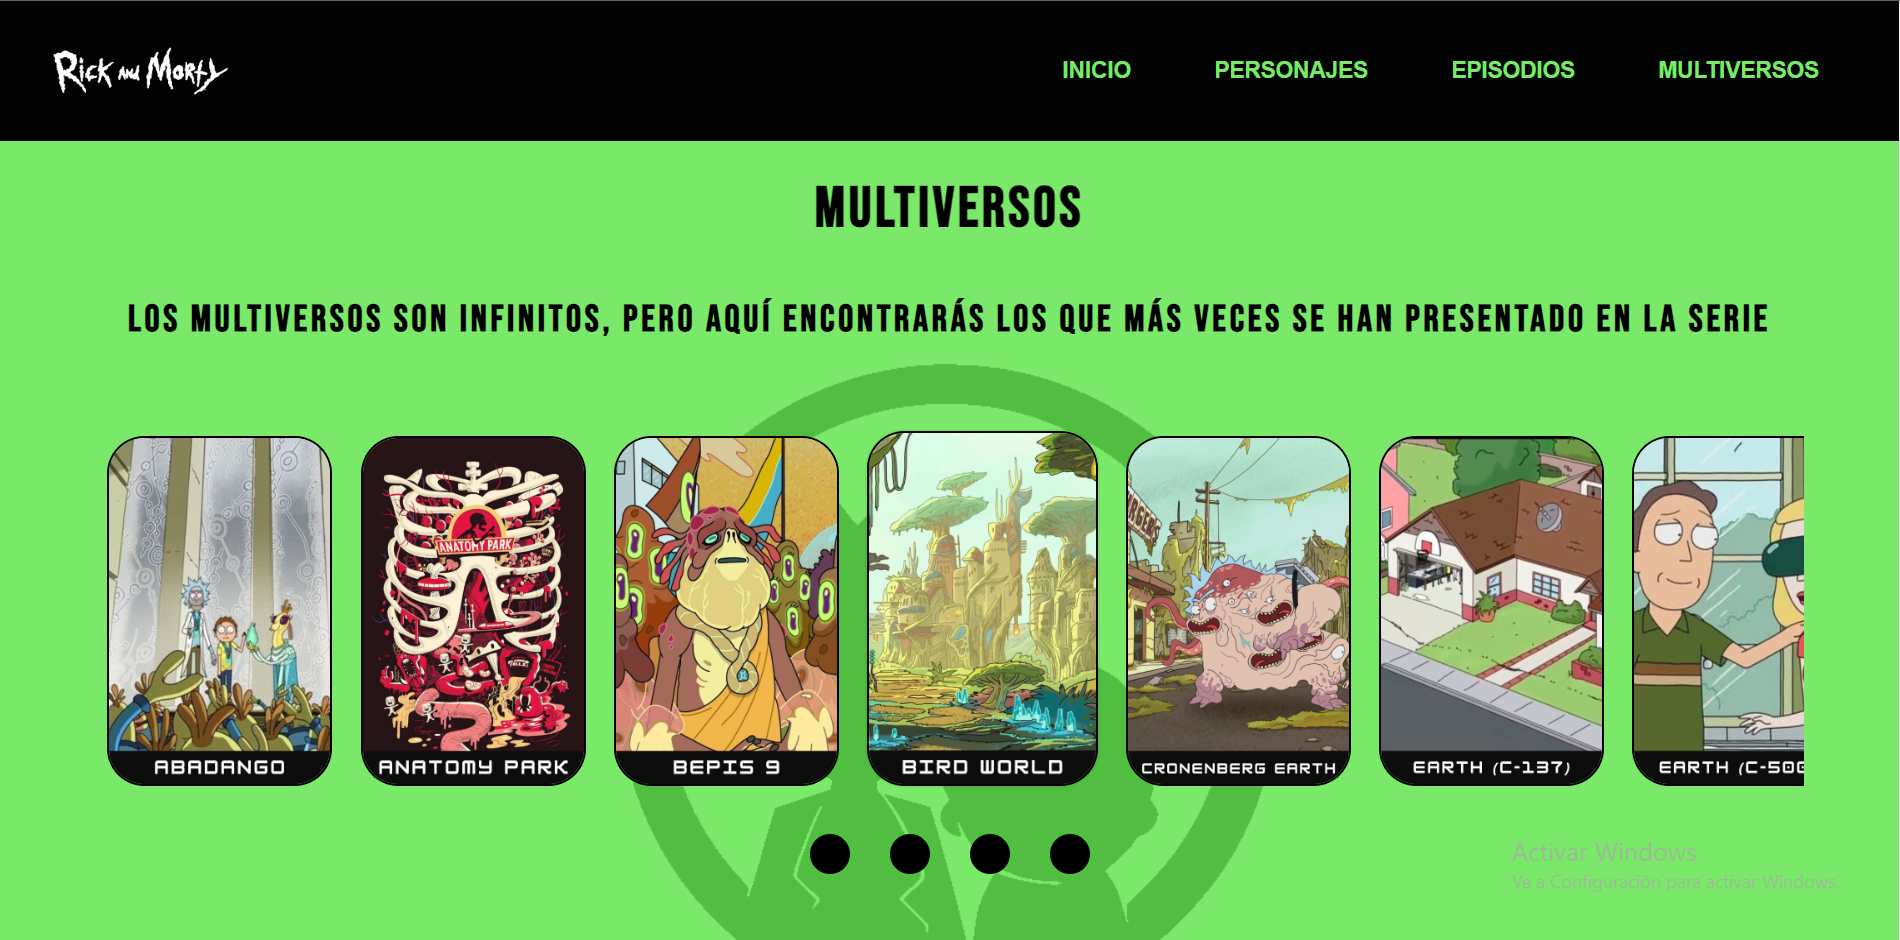 Rick and Morty
INICIO
PERSONAJES
EPISODIOS
MULTIVERSOS
MULTIVERSOS
LOS MULTIVERSOS SON INFINITOS, PERO AQUÍ ENCONTRARÁS LOS QUE MÁS VECES SE HAN PRESENTADO EN LA SERIE
ANATOMY PARK
ABADANGO
ANATOMY PARK
BEPIS 9
BIRD WORLD
CRONENBERG EARTH
EARTH (C-137)
EARTH (C-500
Activar Windows
Ve a Configuración para activar Windows.